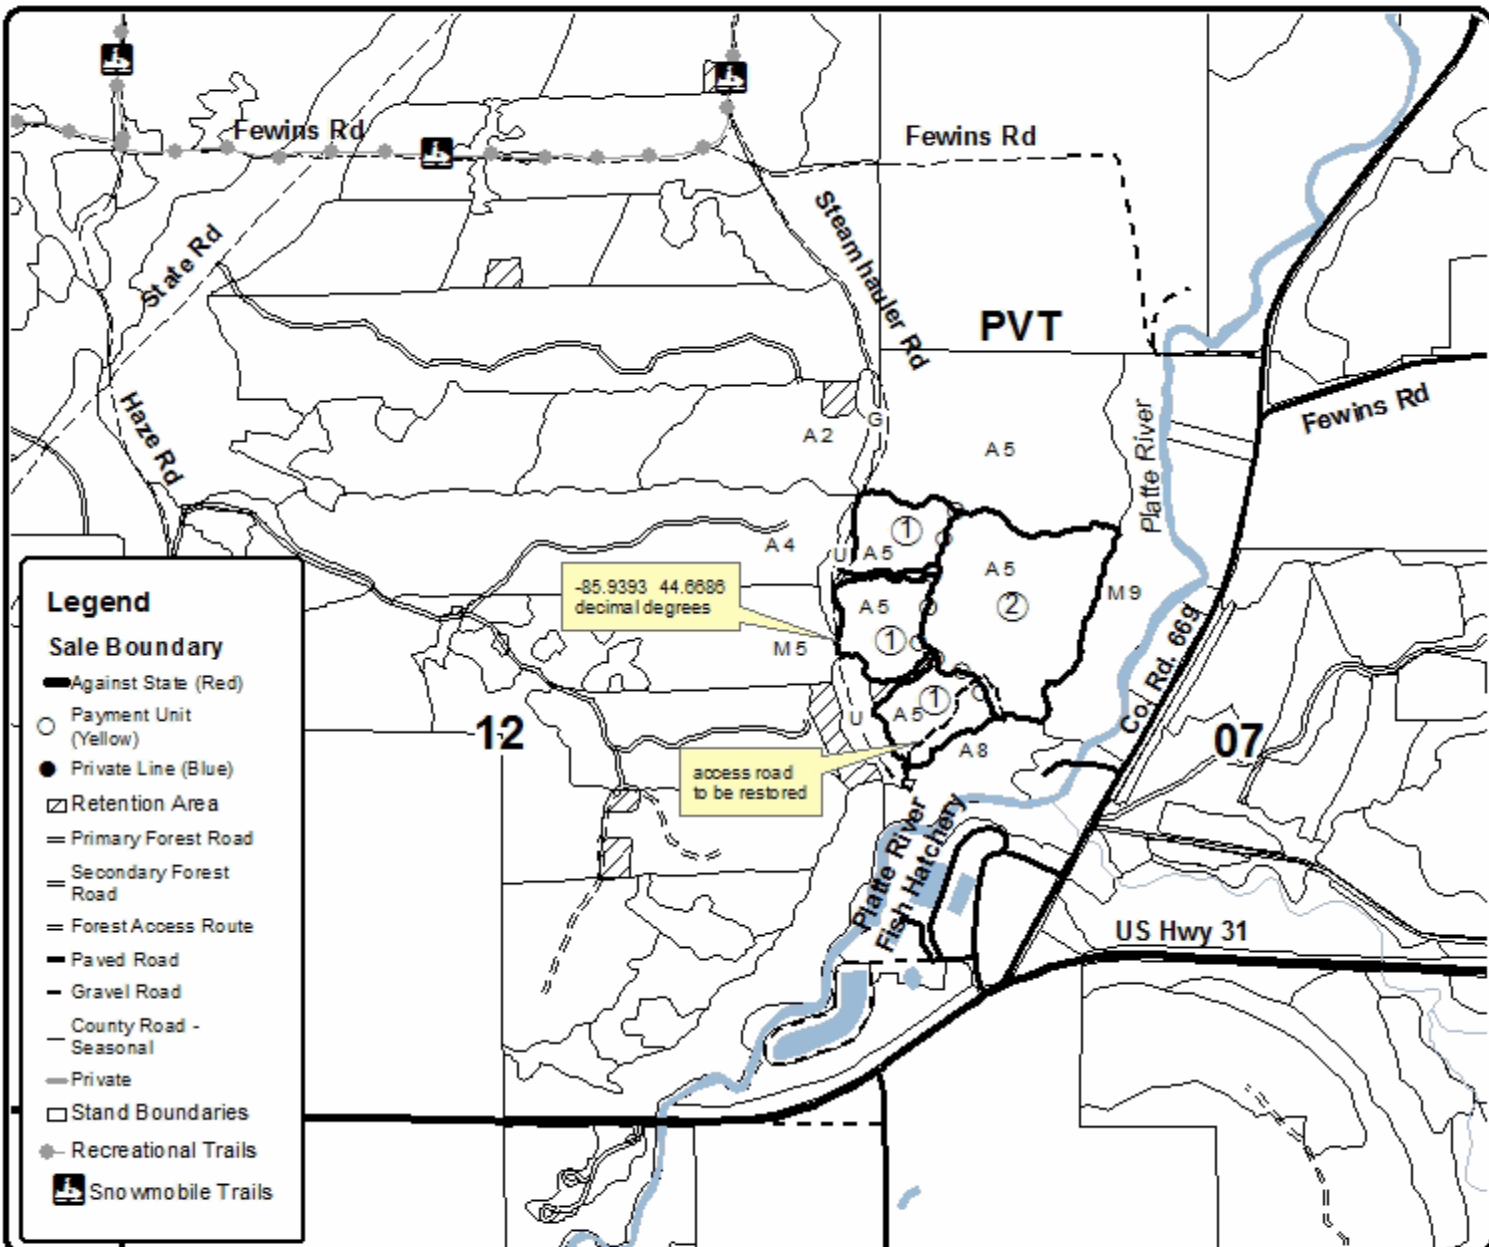 Fewins Rd
Fewins Rd
State Rd
Steamhauler Rd
PVT
Haze Rd
Fewins Rd
Platte River
G
A 2
A 5
1
U
A 5
A 4
A 5
M 9
2
-85.9393 44.6686
decimal degrees
A 5
1
M 5
Co. Rd. 669
1
A 5
U
12
07
A 8
access road
to be restored
Platte River
Fish Hatchery
US Hwy 31
Legend
Sale Boundary
Against State (Red)
Payment Unit
(Yellow)
Private Line (Blue)
Retention Area
Primary Forest Road
Secondary Forest
Road
Forest Access Route
Paved Road
Gravel Road
County Road -
Seasonal
Private
Stand Boundaries
Recreational Trails
Snowmobile Trails